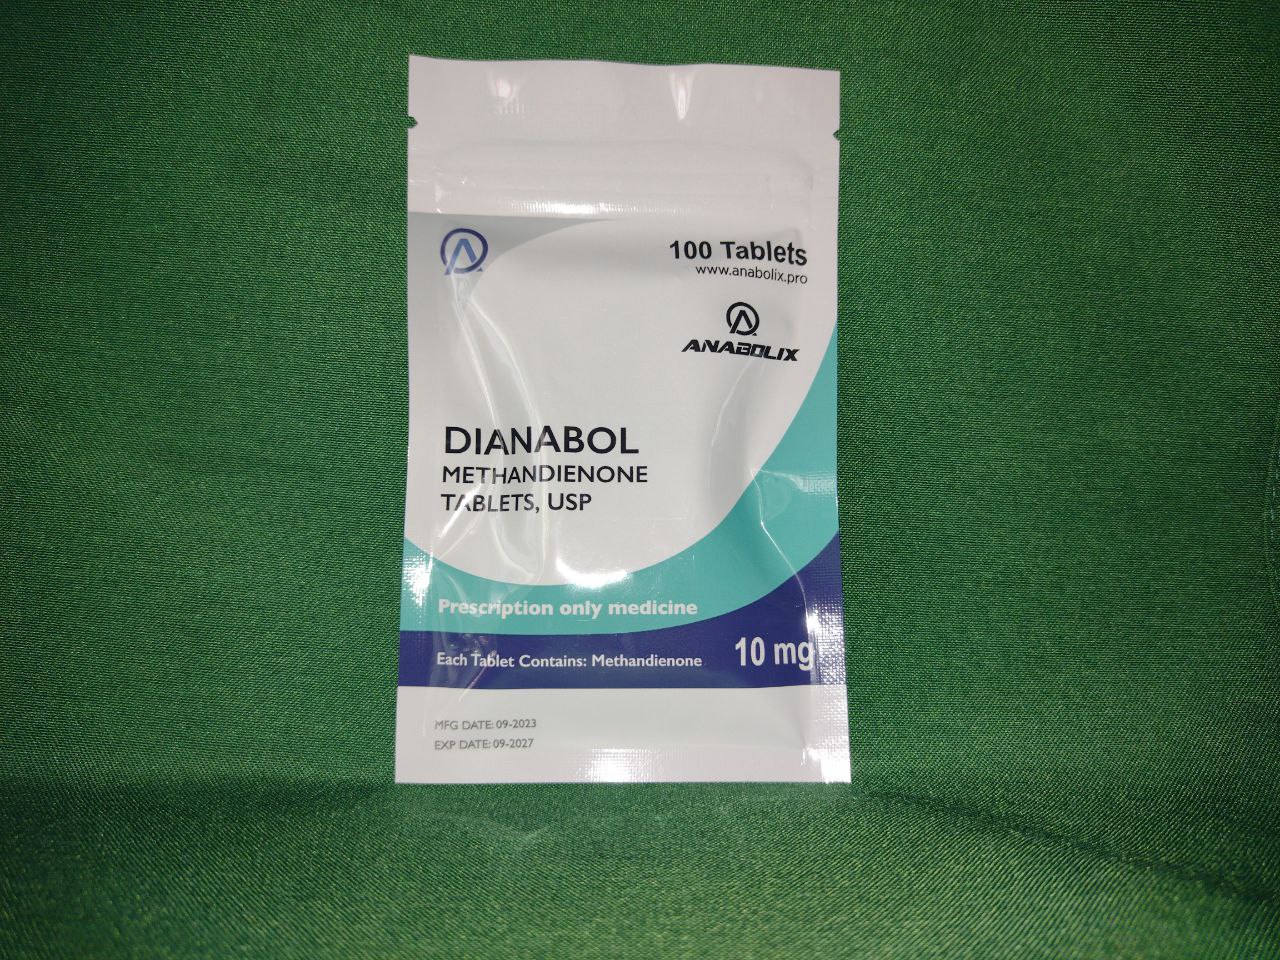 100 Tablets
www.anabolix.pro
ANABOLIX
DIANABOL
METHANDIENONE
TABLETS, USP
Prescription only medicine
Each Tablet Contains: Methandienone 10 mg
MFG DATE: 09-2023
EXP DATE: 09-2027